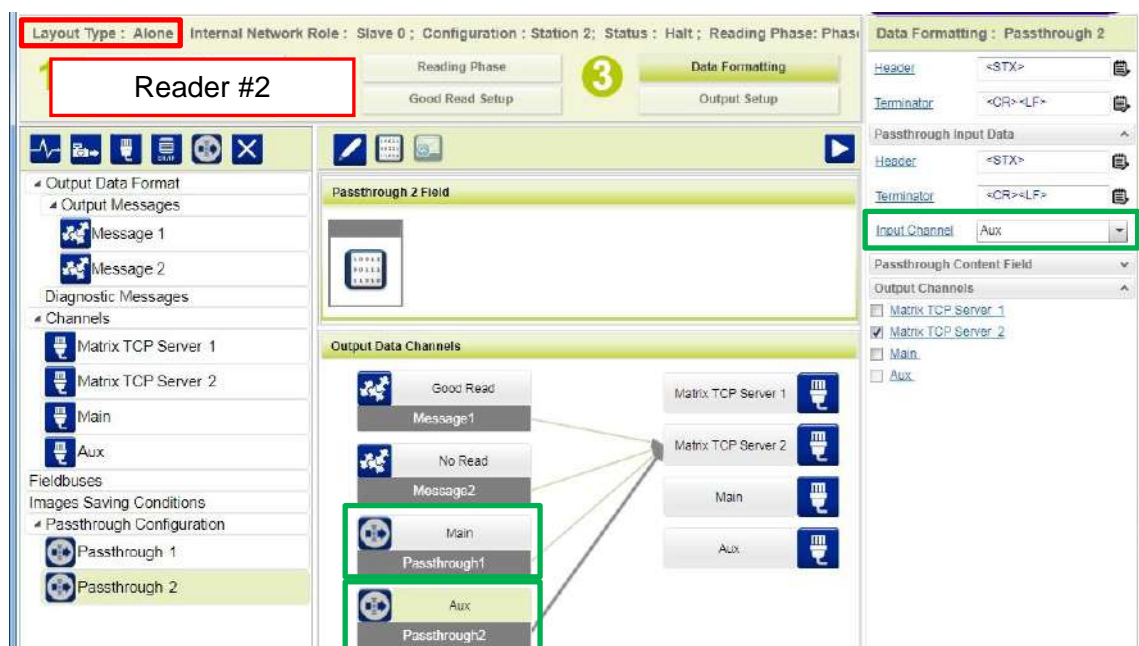 Layout Type : Alone Internal Network Role : Slave 0 ; Configuration : Station 2; Status : Halt ; Reading Phase: Phas
Reader #2
Reading Phase
Good Read Setup
3
Data Formatting
Output Setup
Output Data Format
Output Messages
Message 1
Message 2
Diagnostic Messages
Channels
Matrix TCP Server 1
Matrix TCP Server 2
Main
Aux
Fieldbuses
Images Saving Conditions
Passthrough Configuration
Passthrough 1
Passthrough 2
Passthrough 2 Field
Output Data Channels
Good Read
Message1
No Read
Message2
Main
Passthrough1
Aux
Passthrough2
Matrix TCP Server 1
Matrix TCP Server 2
Main
Aux
Data Formatting : Passthrough 2
Header <STX>
Terminator <CR><LF>
Passthrough Input Data
Header <STX>
Terminator <CR><LF>
Input Channel Aux
Passthrough Content Field
Output Channels
Matrix TCP Server 1
Matrix TCP Server 2
Main
Aux